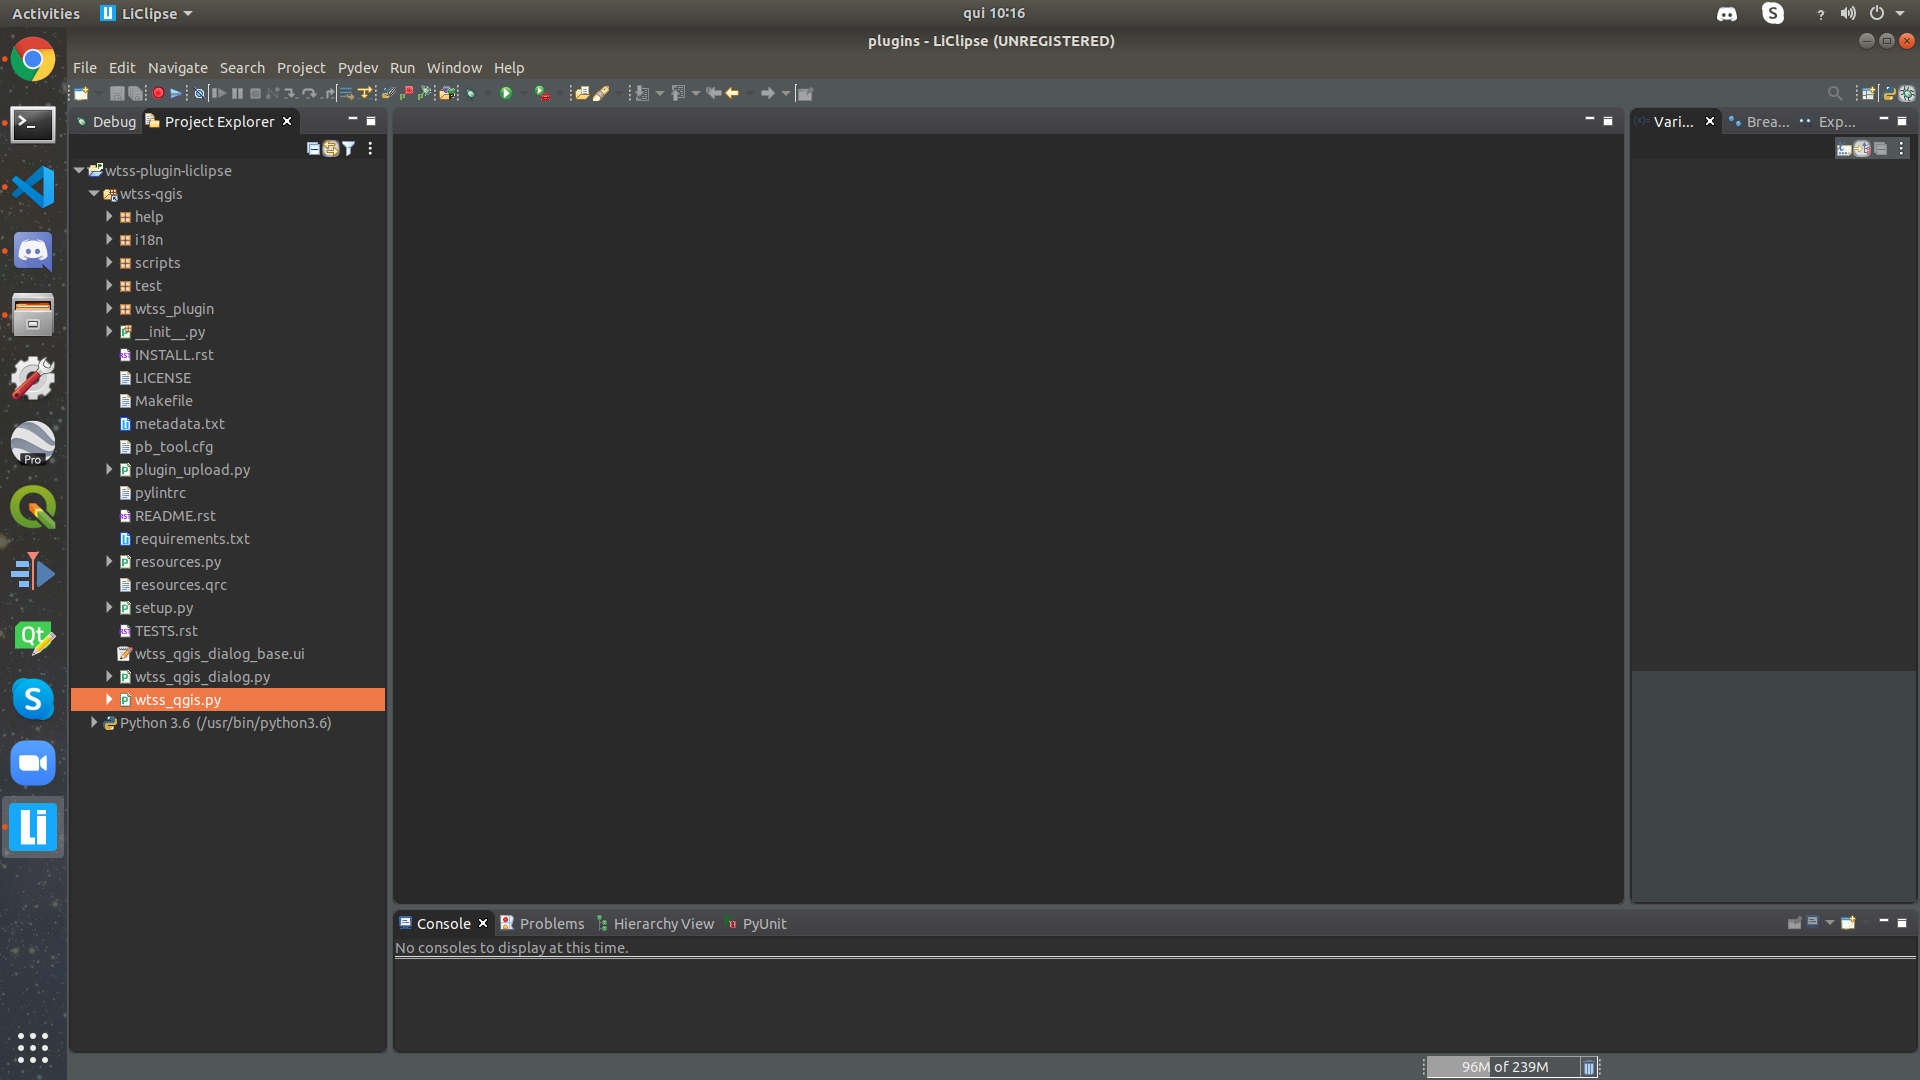 Activities LiClipse qui 10:16
plugins - LiClipse (UNREGISTERED)
File Edit Navigate Search Project Pydev Run Window Help
Debug Project Explorer Vari... Brea... Exp...
wtss-plugin-liclipse
wtss-qgis
help
i18n
scripts
test
wtss_plugin
__init__.py
INSTALL.rst
LICENSE
Makefile
metadata.txt
pb_tool.cfg
plugin_upload.py
pylintrc
README.rst
requirements.txt
resources.py
resources.qrc
setup.py
TESTS.rst
wtss_qgis_dialog_base.ui
wtss_qgis_dialog.py
wtss_qgis.py
Python 3.6 (/usr/bin/python3.6)
Pro
Qt
S
Li
Console Problems Hierarchy View PyUnit
No consoles to display at this time.
96M of 239M